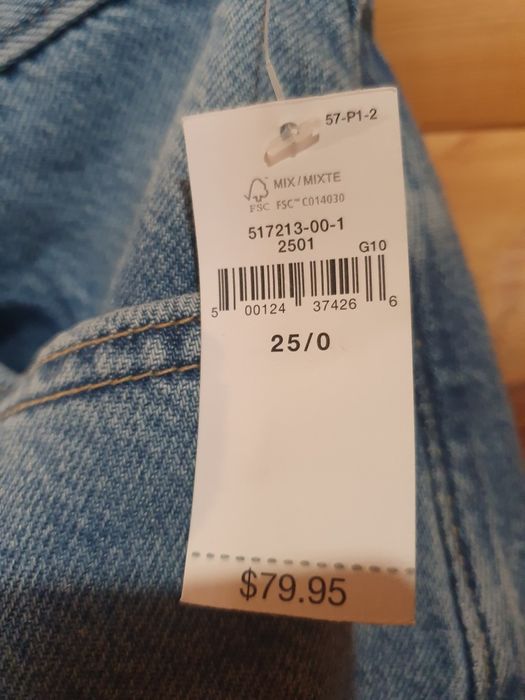 57-P1-2
MIX/MIXTE
FSC FSC™ C014030
517213-00-1
2501 G10
5 00124 37426 6
25/0
$79.95